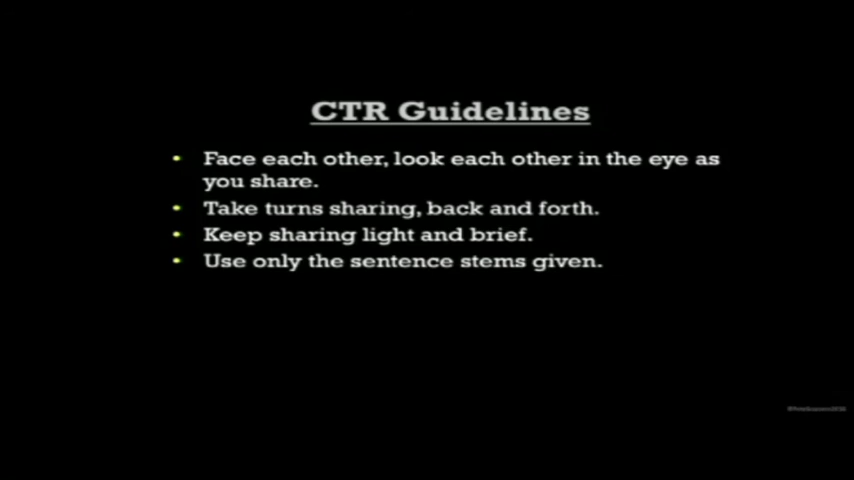 CTR Guidelines
• Face each other, look each other in the eye as
you share.
• Take turns sharing, back and forth.
• Keep sharing light and brief.
• Use only the sentence stems given.